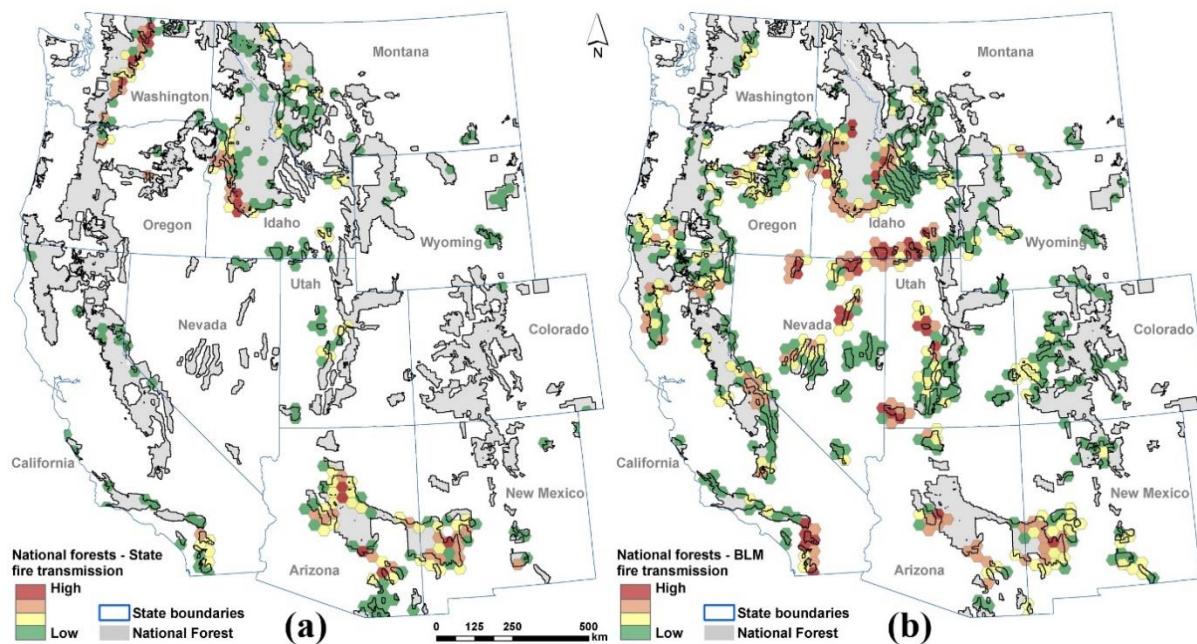 Montana
Washington
Oregon
Idaho
Wyoming
Utah
Nevada
Colorado
California
New Mexico
Arizona
National forests - State
fire transmission
High
Low
State boundaries
National Forest
(a)
0 125 250 500
km
N
Montana
Washington
Oregon
Idaho
Wyoming
Utah
Nevada
Colorado
California
New Mexico
Arizona
National forests - BLM
fire transmission
High
Low
State boundaries
National Forest
(b)